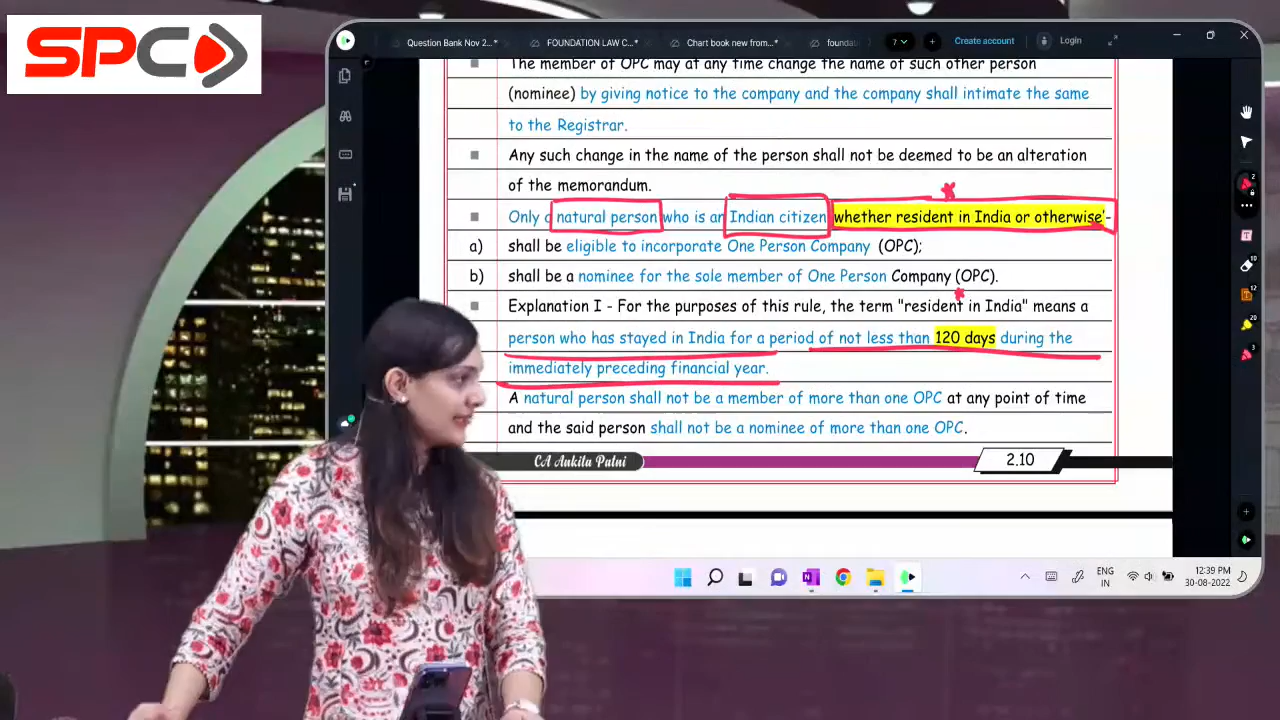 SPC
Question Bank Nov 2...*
FOUNDATION LAW C...*
Chart book new from...*
foundati
7
Create account
Login
The member of OPC may at any time change the name of such other person
(nominee) by giving notice to the company and the company shall intimate the same
to the Registrar.
Any such change in the name of the person shall not be deemed to be an alteration
of the memorandum.
Only a natural person who is an Indian citizen whether resident in India or otherwise'-
a) shall be eligible to incorporate One Person Company (OPC);
b) shall be a nominee for the sole member of One Person Company (OPC).
Explanation I - For the purposes of this rule, the term "resident in India" means a
person who has stayed in India for a period of not less than 120 days during the
immediately preceding financial year.
A natural person shall not be a member of more than one OPC at any point of time
and the said person shall not be a nominee of more than one OPC.
CA Ankita Patni
2.10
ENG
IN
12:39 PM
30-08-2022